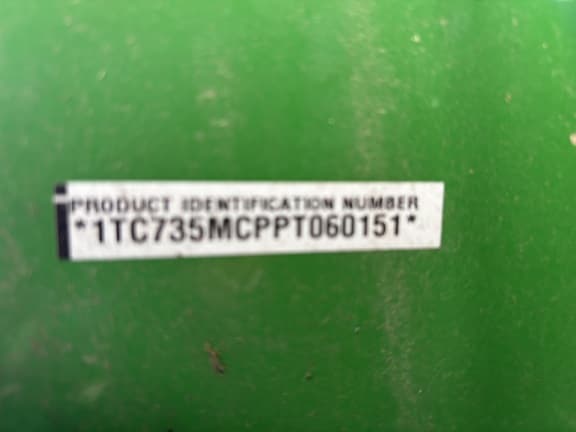 PRODUCT IDENTIFICATION NUMBER
*1TC735MCPPT060151*